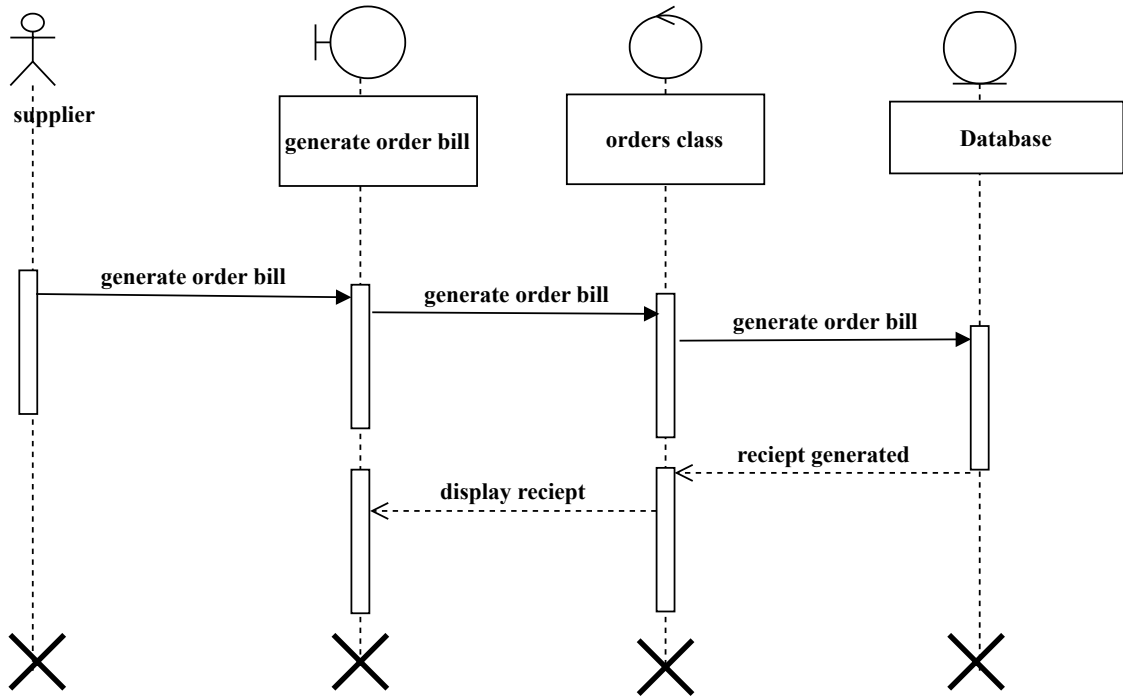 supplier
generate order bill
orders class
Database
generate order bill
generate order bill
generate order bill
reciept generated
display reciept